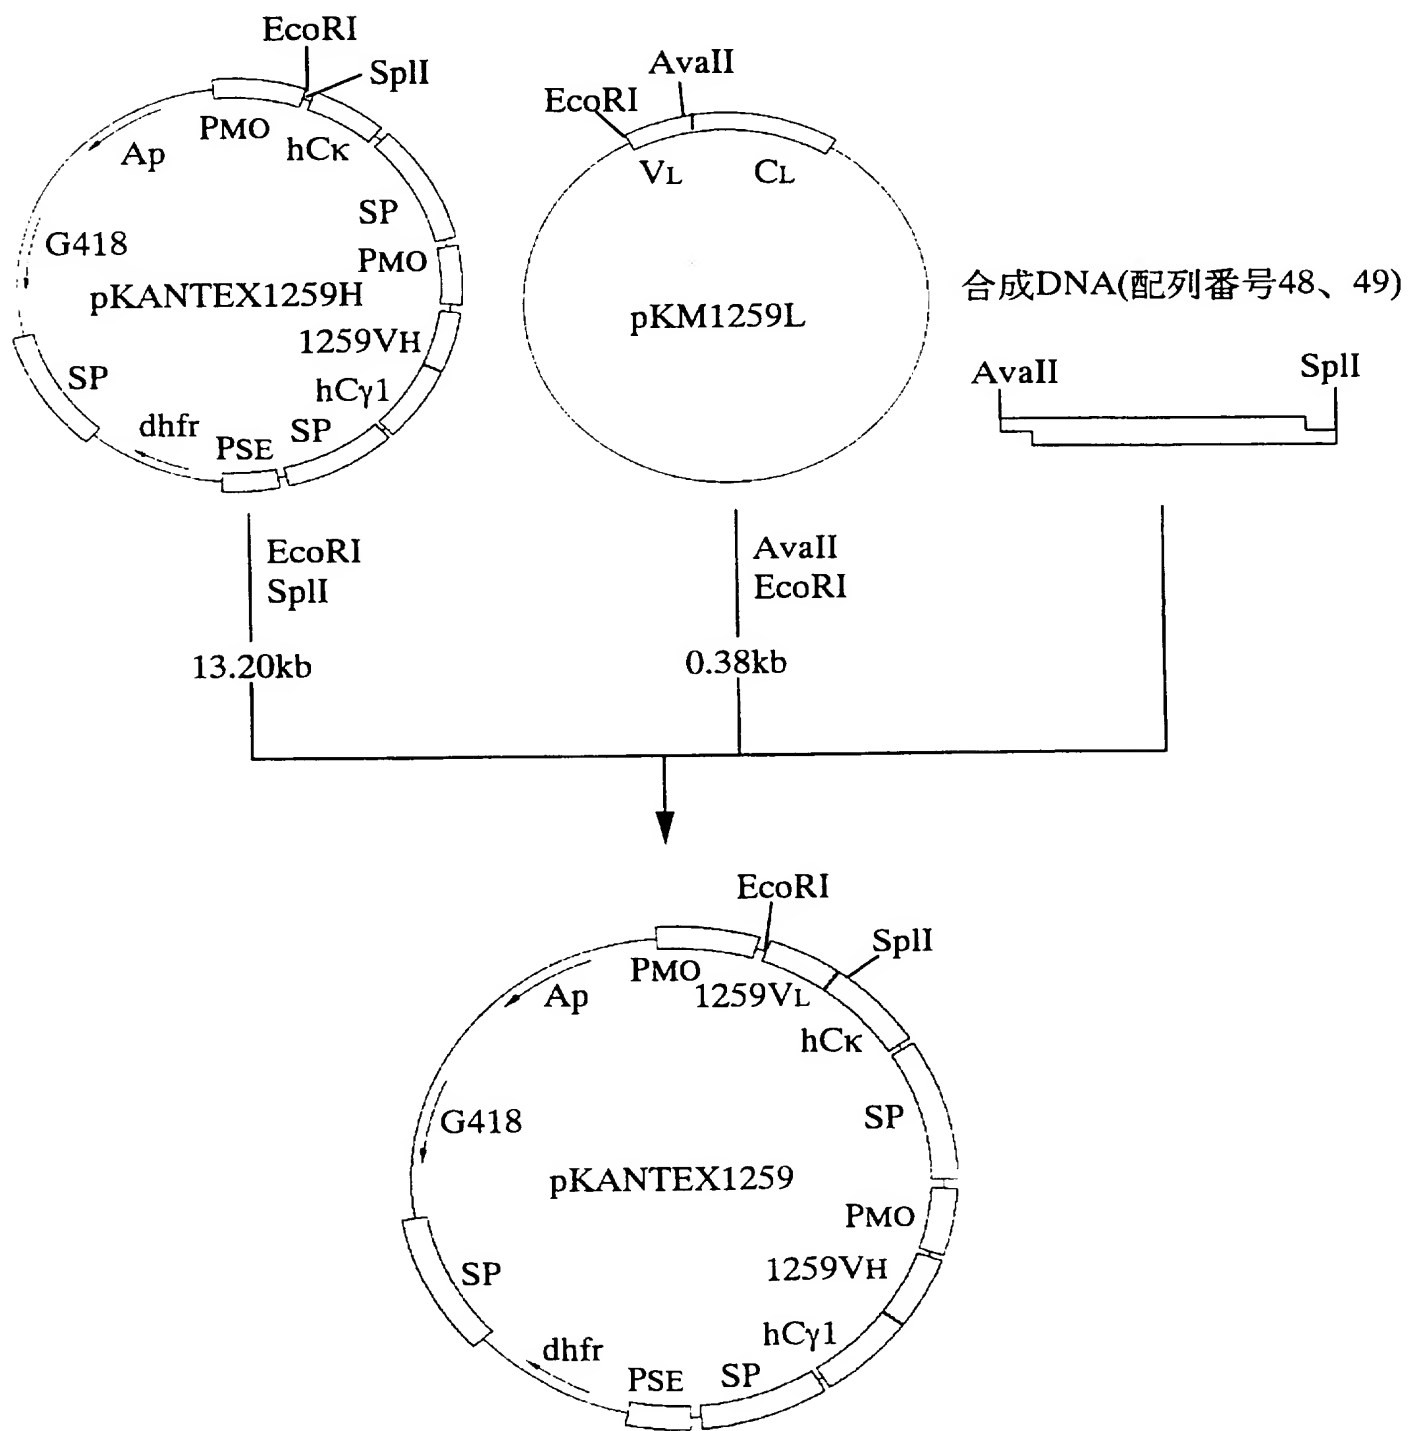 EcoRI
SplI
PMO
hCκ
Ap
SP
G418
PMO
pKANTEX1259H
1259VH
SP
hCγ1
dhfr
SP
PSE
AvaII
EcoRI
VL
CL
pKM1259L
合成DNA(配列番号48、49)
AvaII
SplI
EcoRI
SplI
13.20kb
AvaII
EcoRI
0.38kb
EcoRI
SplI
PMO
1259VL
Ap
hCκ
SP
G418
pKANTEX1259
PMO
1259VH
SP
hCγ1
dhfr
PSE
SP